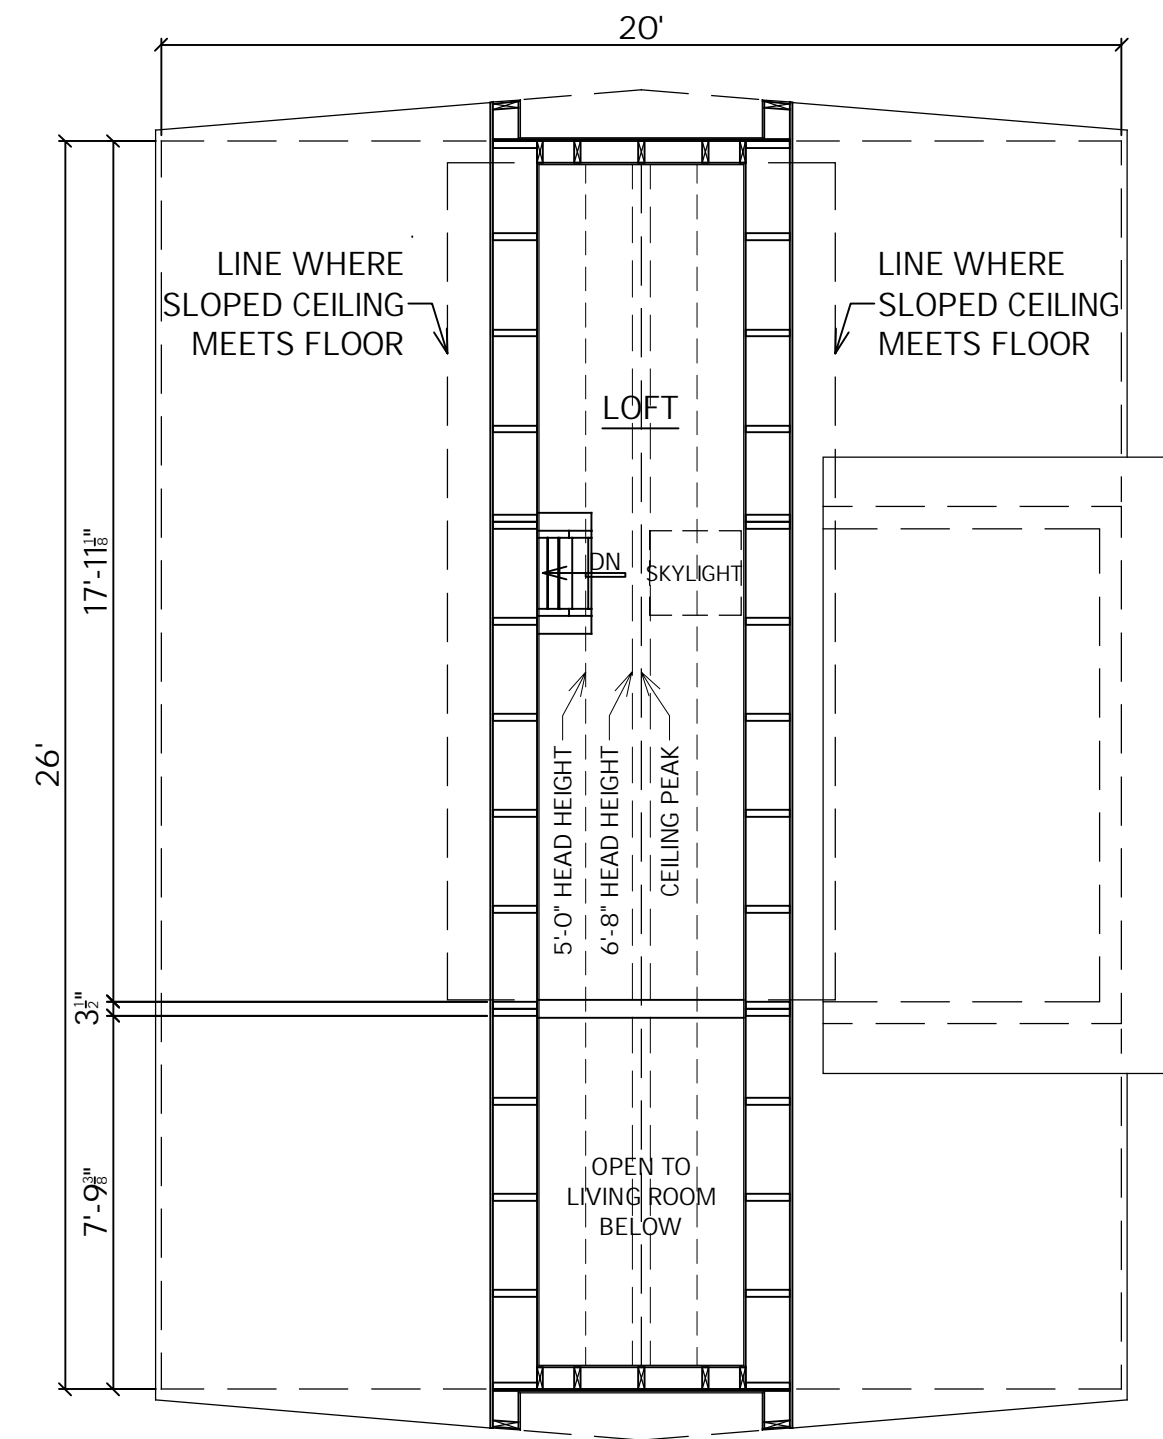 20'
LINE WHERE
SLOPED CEILING
MEETS FLOOR
LINE WHERE
SLOPED CEILING
MEETS FLOOR
LOFT
17'-11 1/8"
DN
SKYLIGHT
26'
5'-0" HEAD HEIGHT
6'-8" HEAD HEIGHT
CEILING PEAK
3 1/2"
7'-9 3/8"
OPEN TO
LIVING ROOM
BELOW